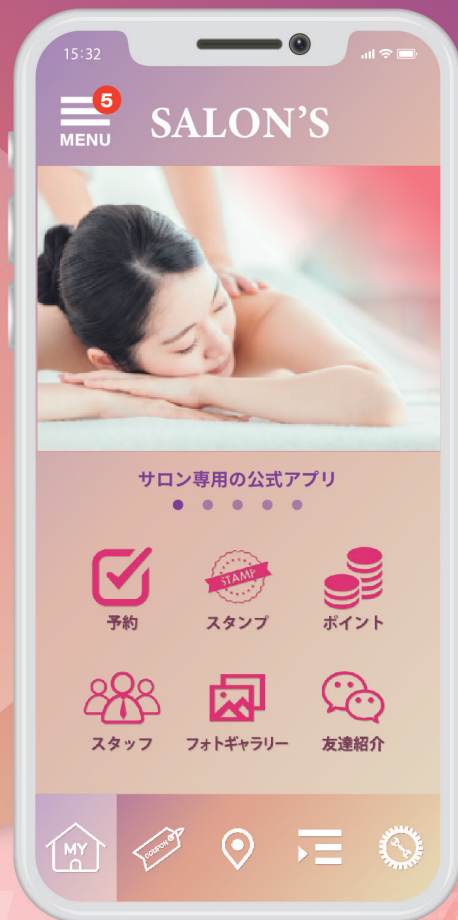 15:32
5
MENU
SALON'S
サロン専用の公式アプリ
STAMP
予約
スタンプ
ポイント
スタッフ
フォトギャラリー
友達紹介
MY
COUPON